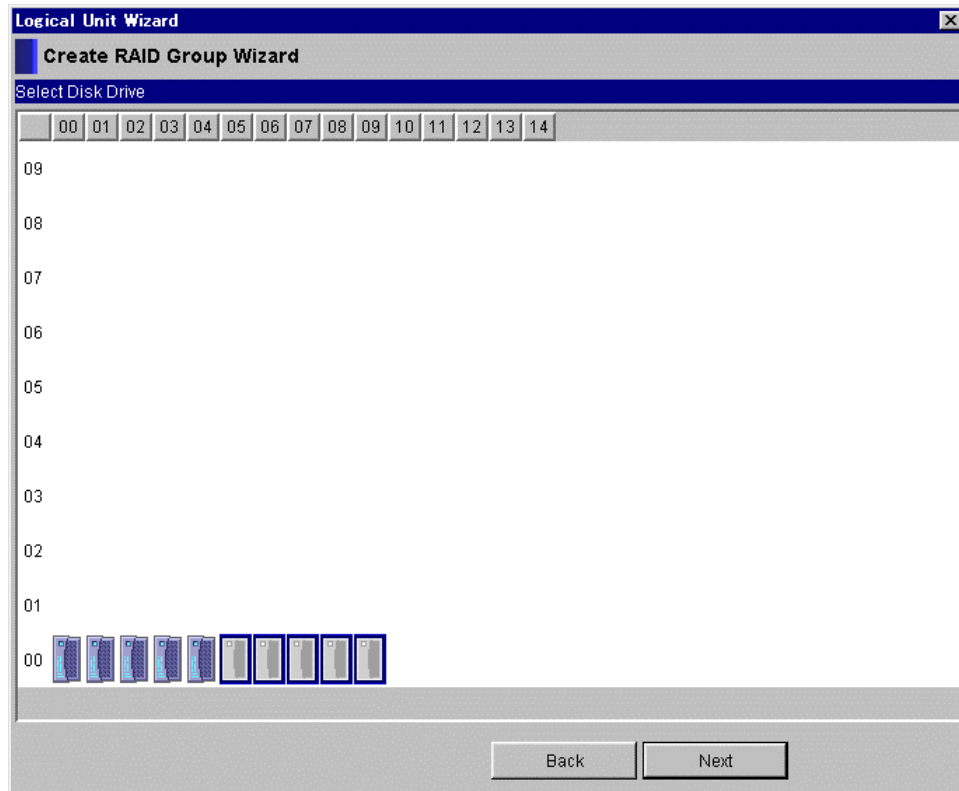 Logical Unit Wizard
Create RAID Group Wizard
Select Disk Drive
00 01 02 03 04 05 06 07 08 09 10 11 12 13 14
09
08
07
06
05
04
03
02
01
00
Back Next